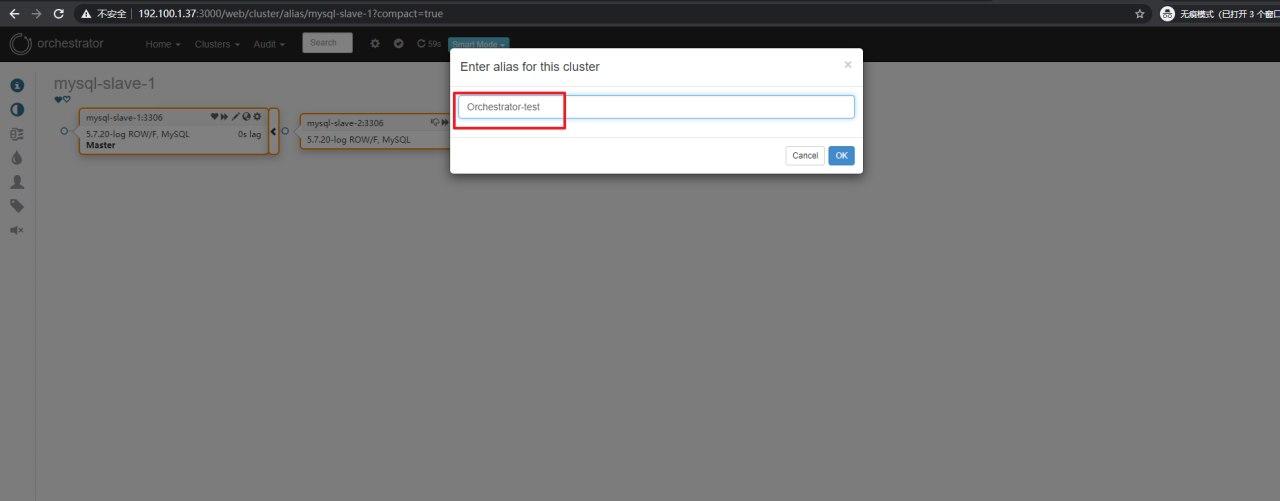 不安全 192.100.1.37:3000/web/cluster/alias/mysql-slave-1?compact=true
无痕模式 (已打开 3 个窗口
orchestrator Home Clusters Audit Search 59s Smart Mode
Enter alias for this cluster ×
Orchestrator-test
Cancel OK
mysql-slave-1
mysql-slave-1:3306
5.7.20-log ROW/F, MySQL 0s lag
Master
mysql-slave-2:3306
5.7.20-log ROW/F, MySQL